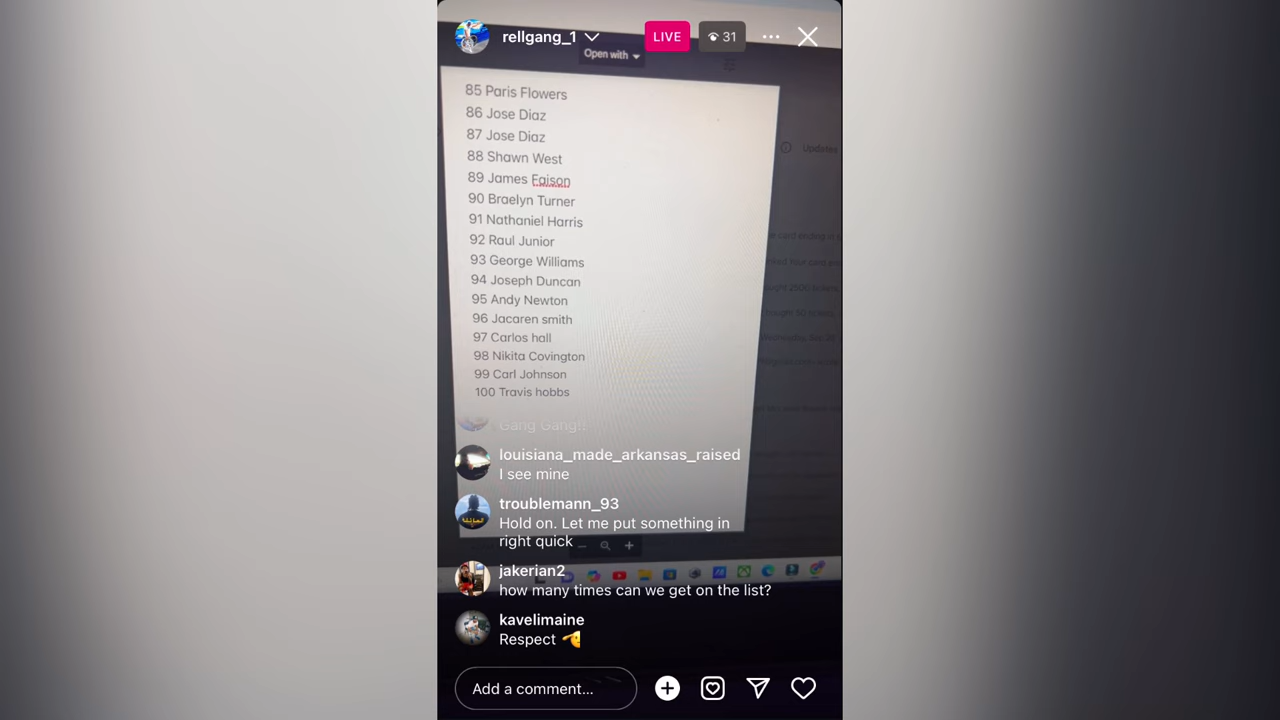 rellgang_1
LIVE
31
Open with
85 Paris Flowers
86 Jose Diaz
87 Jose Diaz
88 Shawn West
89 James Faison
90 Braelyn Turner
91 Nathaniel Harris
92 Raul Junior
93 George Williams
94 Joseph Duncan
95 Andy Newton
96 Jacaren smith
97 Carlos hall
98 Nikita Covington
99 Carl Johnson
100 Travis hobbs
Updates
Gang Gang!!
louisiana_made_arkansas_raised
I see mine
troublemann_93
Hold on. Let me put something in
right quick
jakerian2
how many times can we get on the list?
kavelimaine
Respect 🫡
Add a comment...